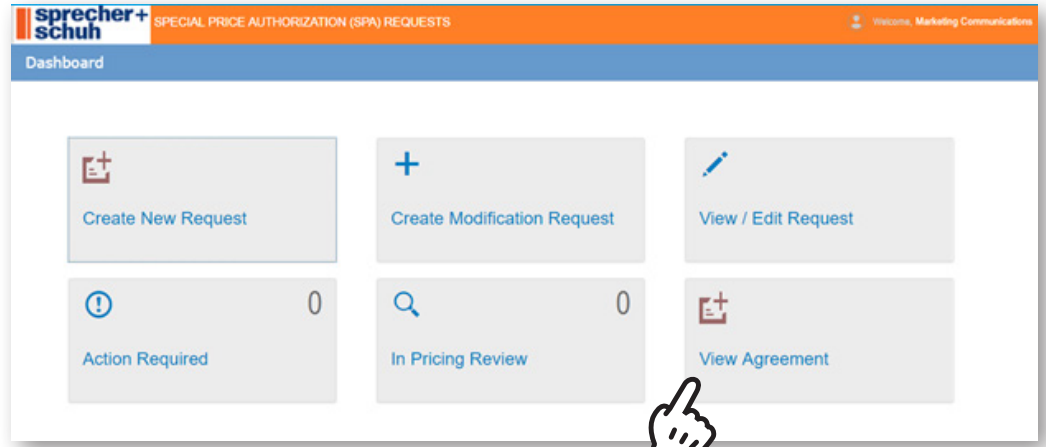 sprecher+
schuh
SPECIAL PRICE AUTHORIZATION (SPA) REQUESTS
Welcome, Marketing Communications
Dashboard
Create New Request
Create Modification Request
View / Edit Request
0
0
Action Required
In Pricing Review
View Agreement